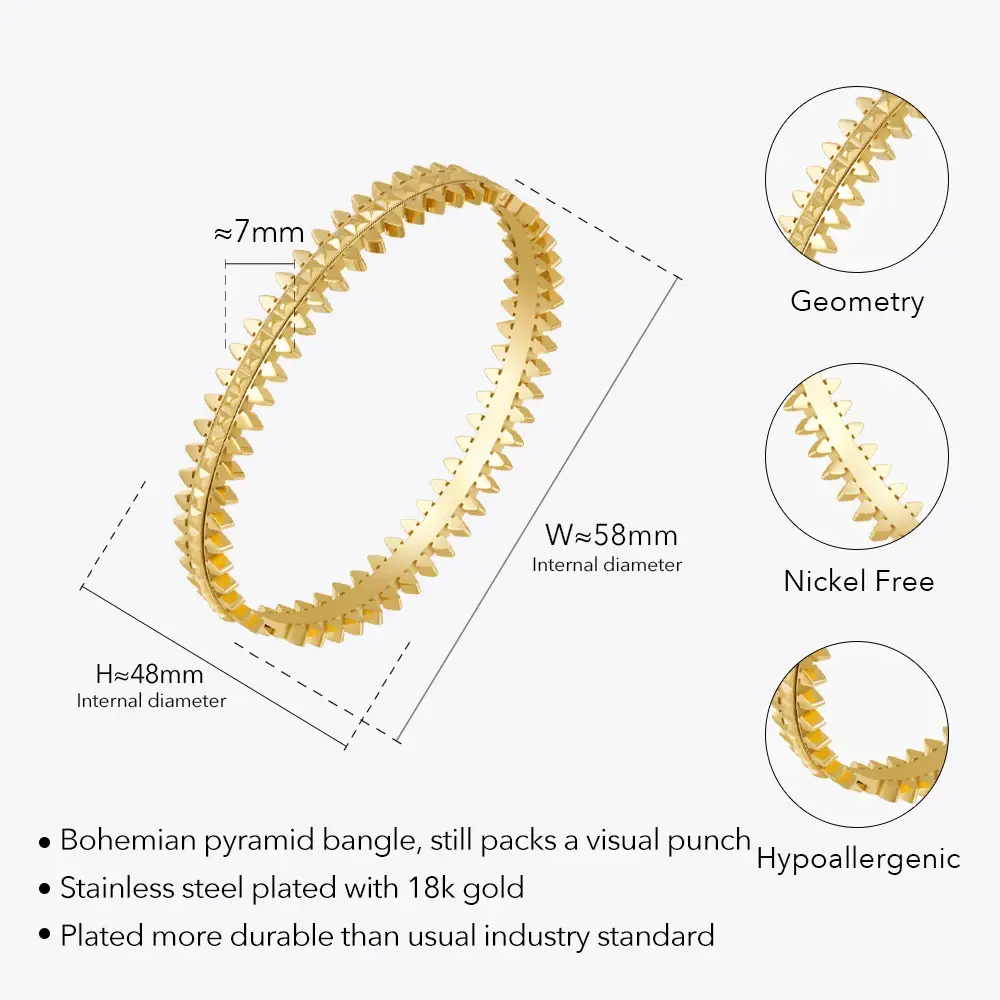 ≈7mm
Geometry
W≈58mm
Internal diameter
Nickel Free
H≈48mm
Internal diameter
• Bohemian pyramid bangle, still packs a visual punch
Hypoallergenic
• Stainless steel plated with 18k gold
• Plated more durable than usual industry standard